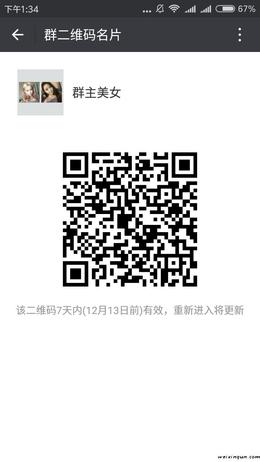 下午1:34
67%
群二维码名片
群主美女
该二维码7天内(12月13日前)有效，重新进入将更新
weixinqun.com